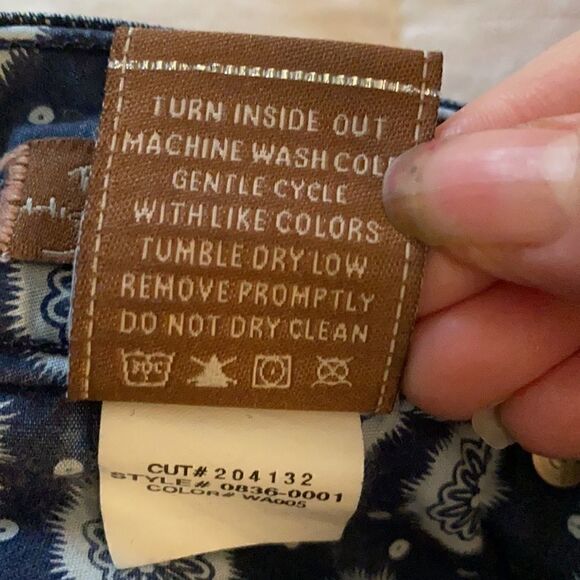 TURN INSIDE OUT
MACHINE WASH COL
GENTLE CYCLE
WITH LIKE COLORS
TUMBLE DRY LOW
REMOVE PROMPTLY
DO NOT DRY CLEAN
CUT# 204132
STYLE# 0836-0001
COLOR# WA005